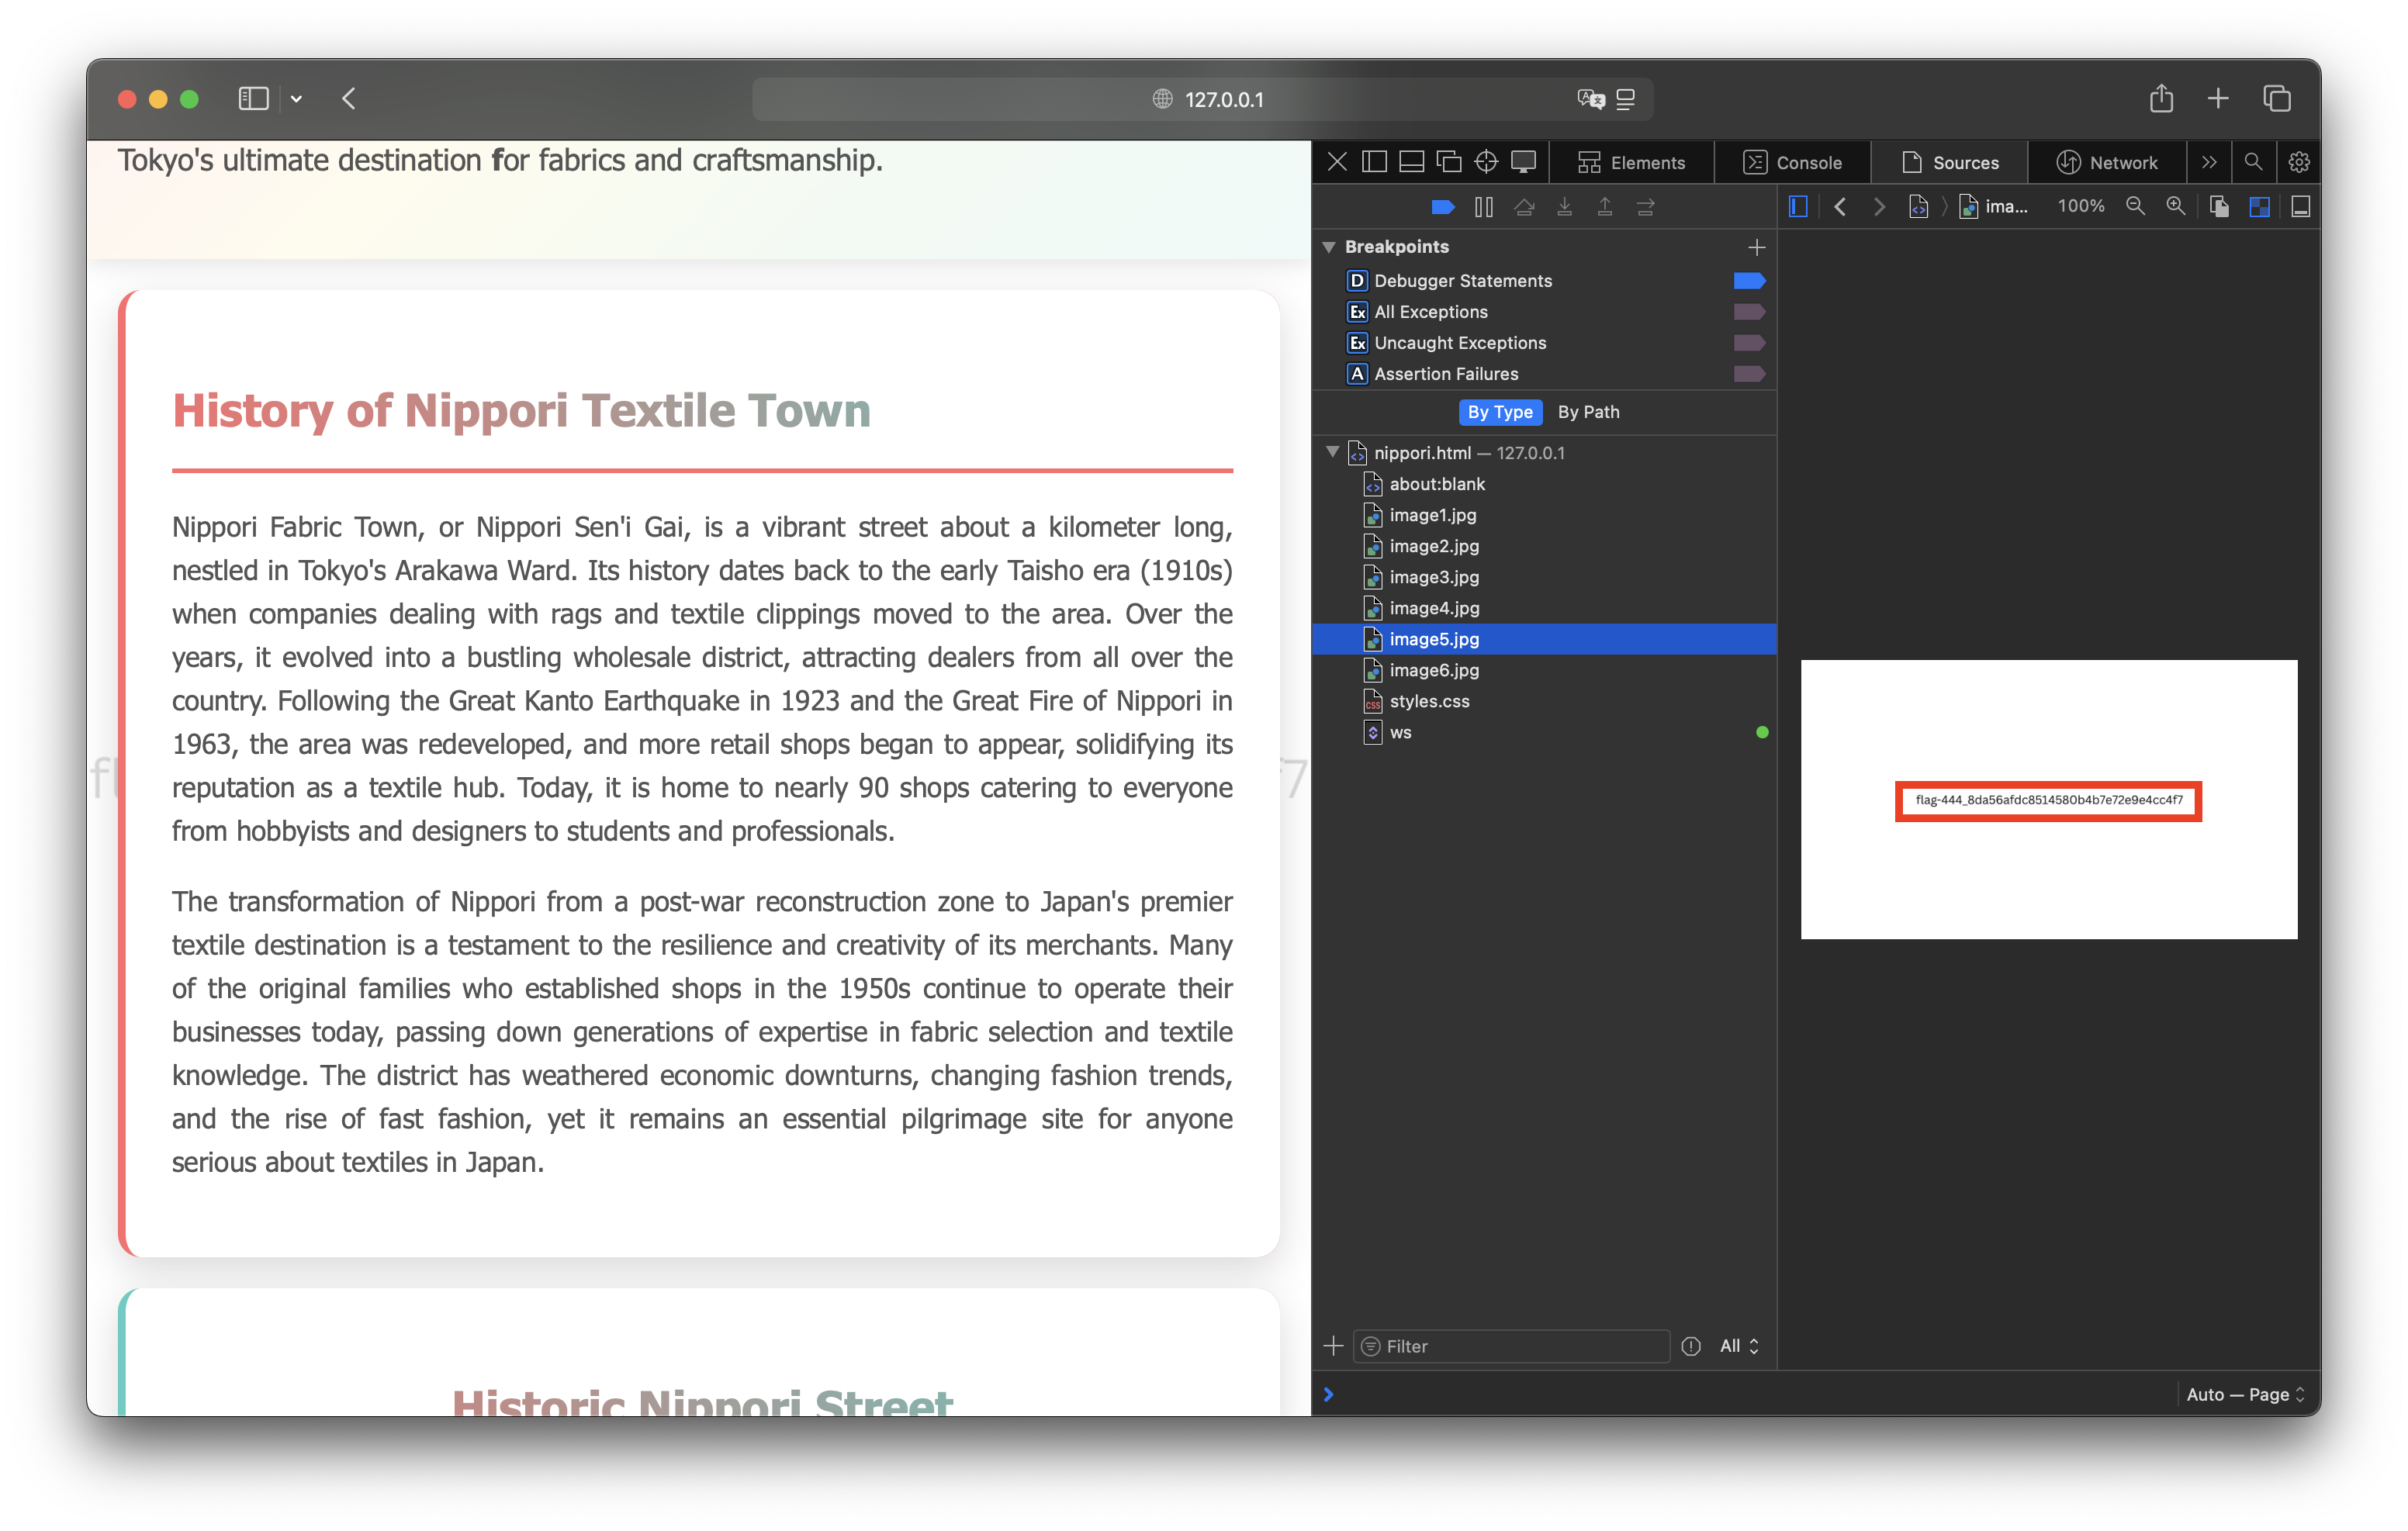 127.0.0.1
Tokyo's ultimate destination for fabrics and craftsmanship.
History of Nippori Textile Town
Nippori Fabric Town, or Nippori Sen'i Gai, is a vibrant street about a kilometer long,
nestled in Tokyo's Arakawa Ward. Its history dates back to the early Taisho era (1910s)
when companies dealing with rags and textile clippings moved to the area. Over the
years, it evolved into a bustling wholesale district, attracting dealers from all over the
country. Following the Great Kanto Earthquake in 1923 and the Great Fire of Nippori in
1963, the area was redeveloped, and more retail shops began to appear, solidifying its
reputation as a textile hub. Today, it is home to nearly 90 shops catering to everyone
from hobbyists and designers to students and professionals.
The transformation of Nippori from a post-war reconstruction zone to Japan's premier
textile destination is a testament to the resilience and creativity of its merchants. Many
of the original families who established shops in the 1950s continue to operate their
businesses today, passing down generations of expertise in fabric selection and textile
knowledge. The district has weathered economic downturns, changing fashion trends,
and the rise of fast fashion, yet it remains an essential pilgrimage site for anyone
serious about textiles in Japan.
Historic Nippori Street
Elements
Console
Sources
Network
ima...
100%
Breakpoints
D Debugger Statements
Ex All Exceptions
Ex Uncaught Exceptions
A Assertion Failures
By Type By Path
nippori.html — 127.0.0.1
about:blank
image1.jpg
image2.jpg
image3.jpg
image4.jpg
image5.jpg
image6.jpg
styles.css
ws
Filter
All
flag-444_8da56afdc8514580b4b7e72e9e4cc4f7
Auto — Page